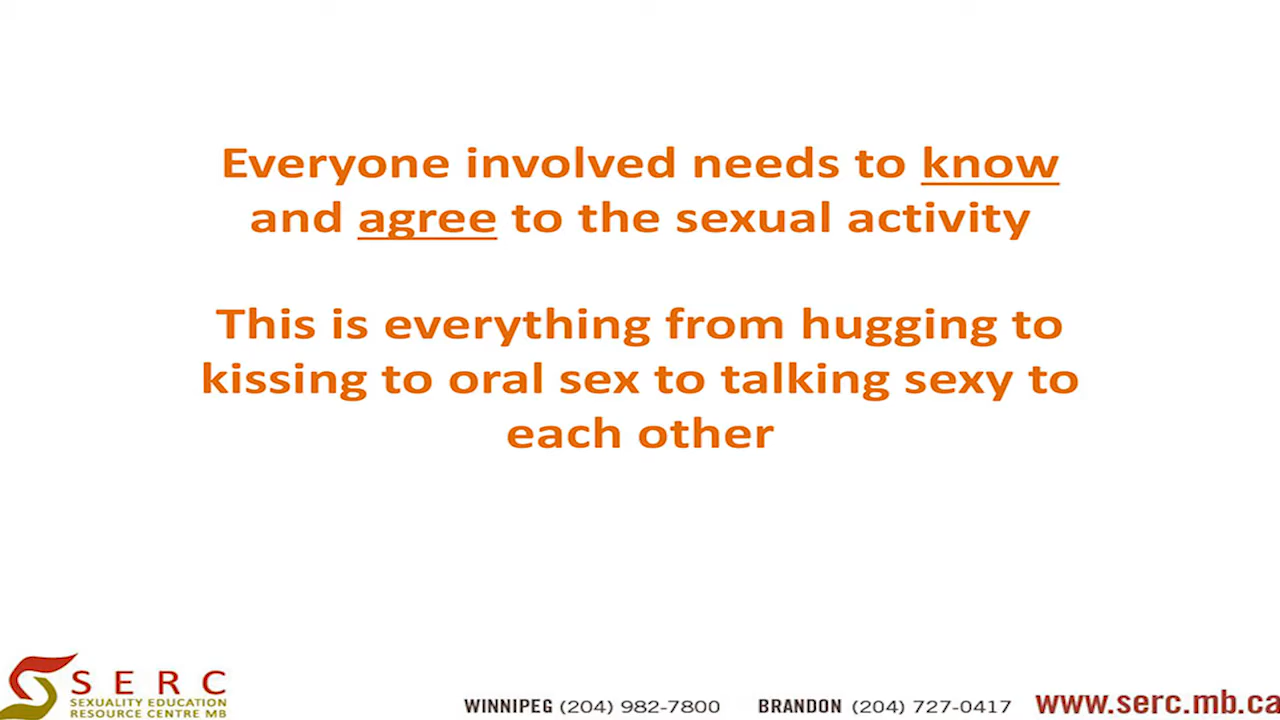 Everyone involved needs to know
and agree to the sexual activity
This is everything from hugging to
kissing to oral sex to talking sexy to
each other
SERC
SEXUALITY EDUCATION
RESOURCE CENTRE MB
WINNIPEG (204) 982-7800 BRANDON (204) 727-0417 www.serc.mb.ca